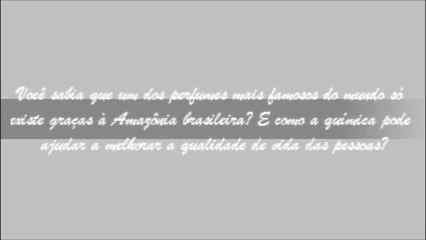 Você sabia que um dos perfumes mais famosos do mundo só
existe graças à Amazônia brasileira? E como a química pode
ajudar a melhorar a qualidade de vida das pessoas?